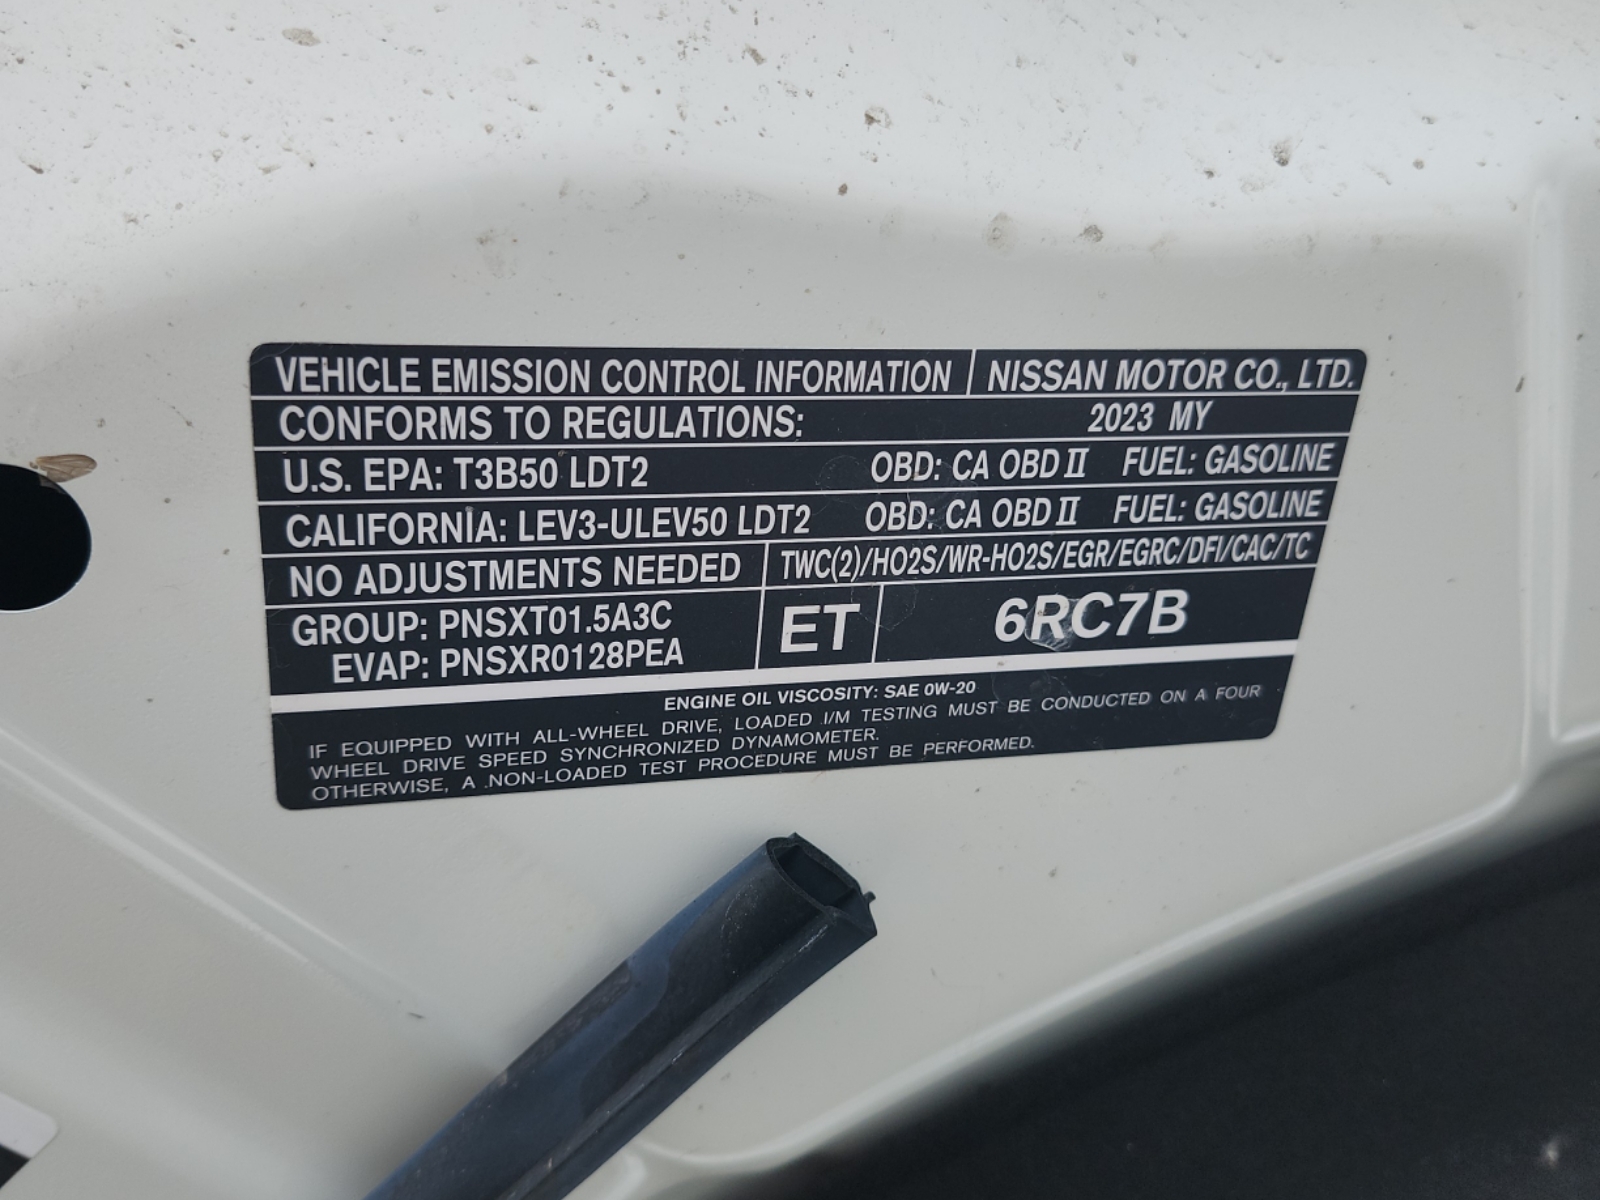 VEHICLE EMISSION CONTROL INFORMATION NISSAN MOTOR CO., LTD.
CONFORMS TO REGULATIONS: 2023 MY
U.S. EPA: T3B50 LDT2 OBD: CA OBD II FUEL: GASOLINE
CALIFORNIA: LEV3-ULEV50 LDT2 OBD: CA OBD II FUEL: GASOLINE
NO ADJUSTMENTS NEEDED TWC(2)/HO2S/WR-HO2S/EGR/EGRC/DFI/CAC/TC
GROUP: PNSXT01.5A3C ET 6RC7B
EVAP: PNSXR0128PEA
ENGINE OIL VISCOSITY: SAE 0W-20
IF EQUIPPED WITH ALL-WHEEL DRIVE, LOADED I/M TESTING MUST BE CONDUCTED ON A FOUR
WHEEL DRIVE SPEED SYNCHRONIZED DYNAMOMETER.
OTHERWISE, A NON-LOADED TEST PROCEDURE MUST BE PERFORMED.